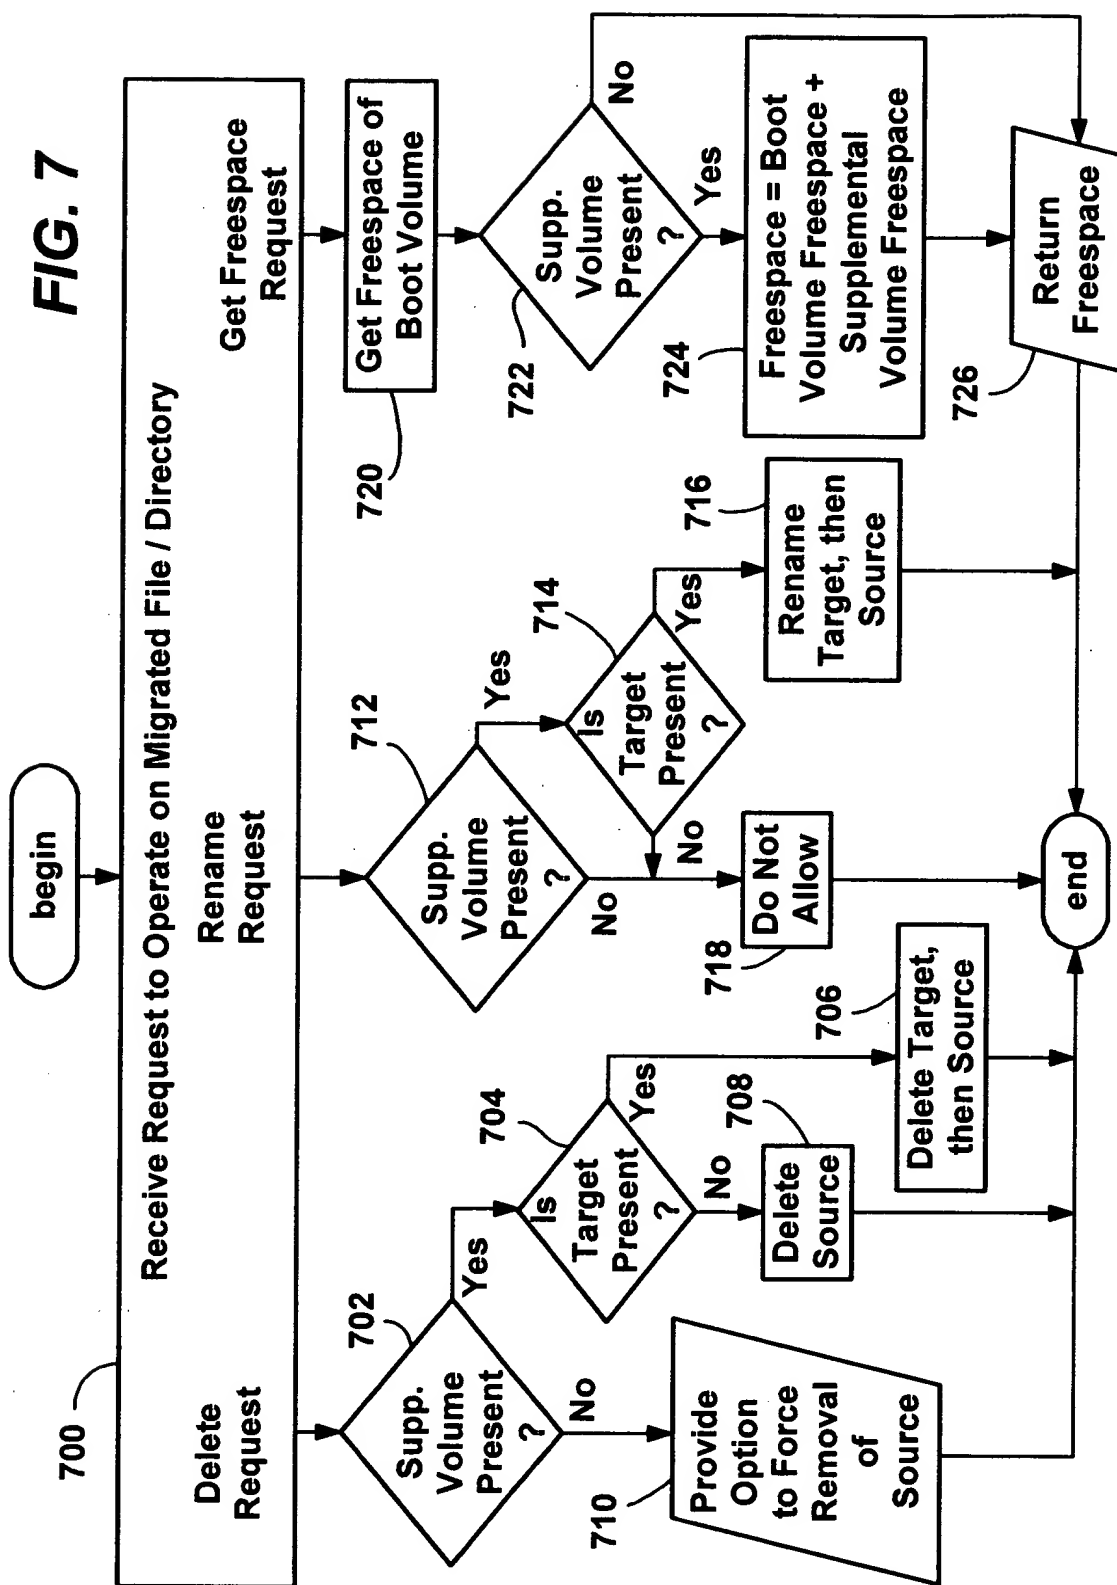 FIG. 7
begin
700
Receive Request to Operate on Migrated File / Directory
Delete
Request
Rename
Request
Get Freespace
Request
702
Supp.
Volume
Present
?
Yes
No
704
Is
Target
Present
?
Yes
No
706
Delete Target,
then Source
708
Delete
Source
710
Provide
Option
to Force
Removal
of
Source
712
Supp.
Volume
Present
?
Yes
No
714
Is
Target
Present
?
Yes
No
716
Rename
Target, then
Source
718
Do Not
Allow
720
Get Freespace of
Boot Volume
722
Supp.
Volume
Present
?
No
Yes
724
Freespace = Boot
Volume Freespace +
Supplemental
Volume Freespace
726
Return
Freespace
end